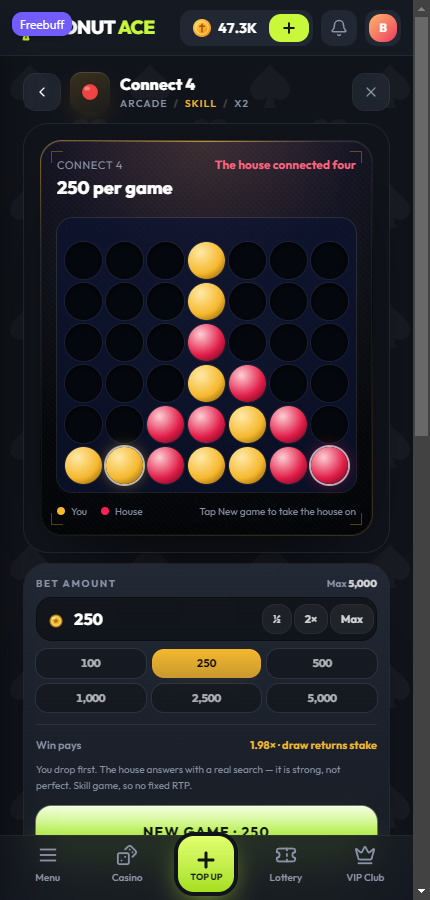 Freebuff
ONUT ACE
47.3K
B
Connect 4
ARCADE / SKILL / X2
CONNECT 4
The house connected four
250 per game
You
House
Tap New game to take the house on
BET AMOUNT
Max 5,000
250
½
2×
Max
100
250
500
1,000
2,500
5,000
Win pays
1.98× · draw returns stake
You drop first. The house answers with a real search — it is strong, not
perfect. Skill game, so no fixed RTP.
NEW GAME · 250
Menu
Casino
TOP UP
Lottery
VIP Club